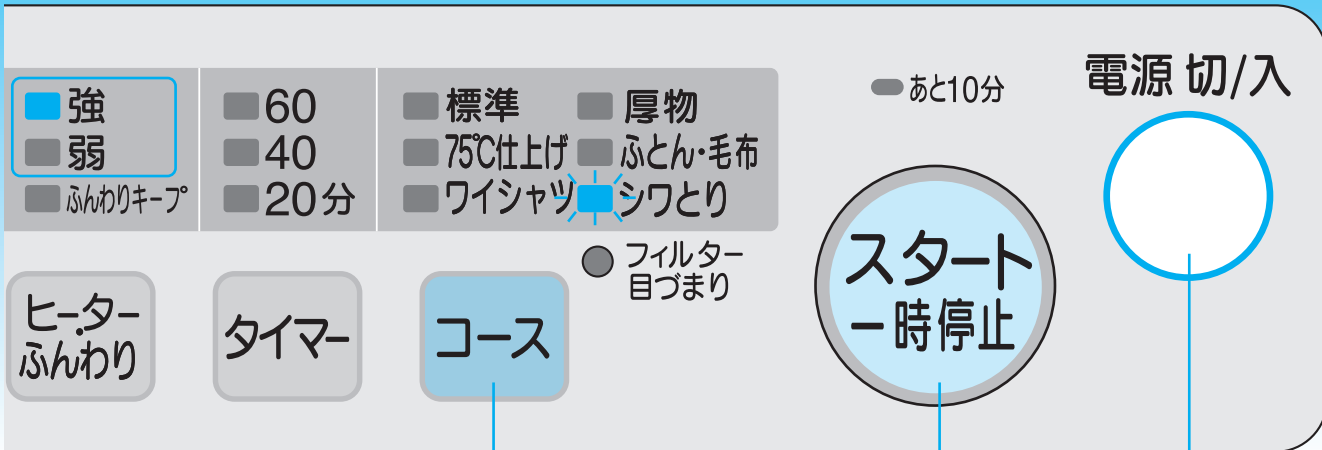 強
弱
ふんわりキープ
60
40
20分
標準
75℃仕上げ
ワイシャツ
厚物
ふとん・毛布
シワとり
フィルター
目づまり
あと10分
電源 切/入
ヒーター
ふんわり
タイマー
コース
スタート
一時停止